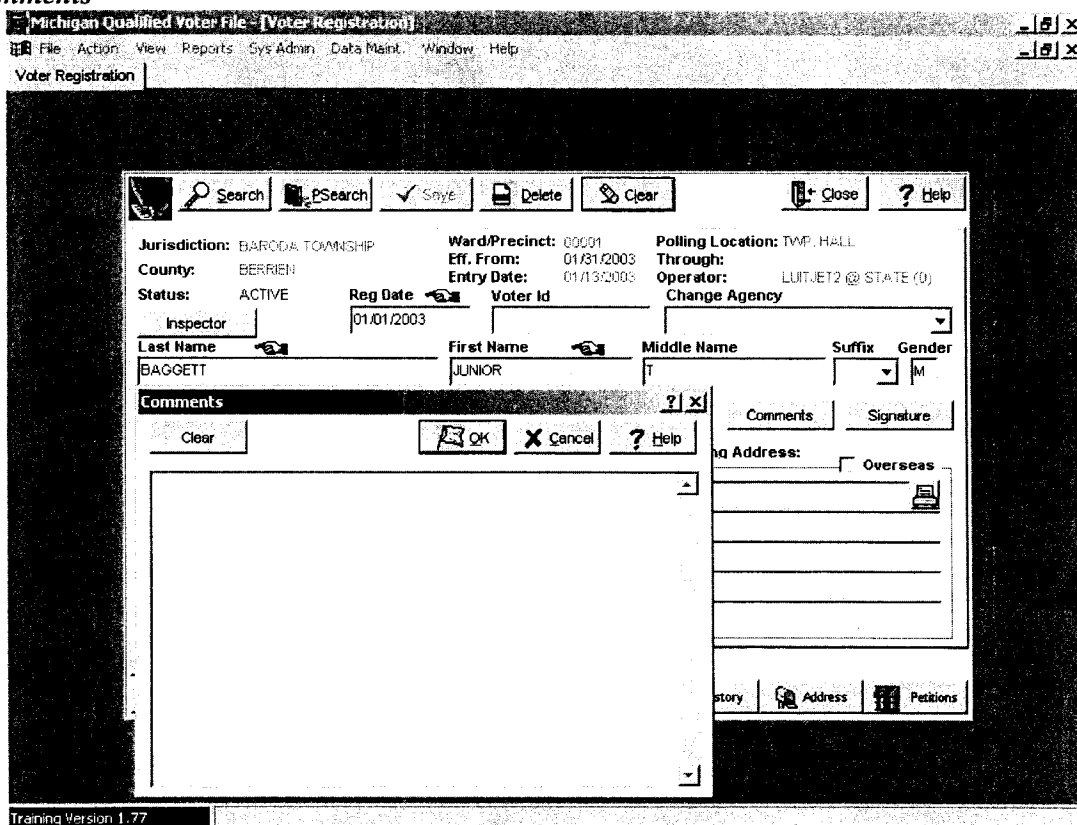 Michigan Qualified Voter File - [Voter Registration]
File Action View Reports Sys Admin Data Maint. Window Help
Voter Registration
Search PSearch Save Delete Clear Close ? Help
Jurisdiction: BARODA TOWNSHIP Ward/Precinct: 00001 Polling Location: TWP. HALL
County: BERRIEN Eff. From: 01/31/2003 Through:
Entry Date: 01/13/2003 Operator: LUITJET2 @ STATE (0)
Status: ACTIVE Reg Date Voter Id Change Agency
Inspector 01/01/2003
Last Name First Name Middle Name Suffix Gender
BAGGETT JUNIOR T M
Comments ? x
Comments Signature
Clear OK Cancel ? Help
Address:
Overseas
story Address Petitions
Training Version 1.77